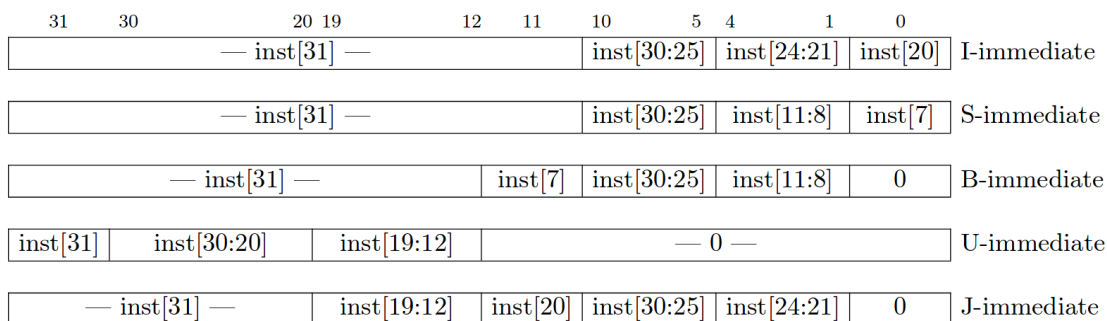 31 30 20 19 12 11 10 5 4 1 0
— inst[31] — inst[30:25] inst[24:21] inst[20] I-immediate
— inst[31] — inst[30:25] inst[11:8] inst[7] S-immediate
— inst[31] — inst[7] inst[30:25] inst[11:8] 0 B-immediate
inst[31] inst[30:20] inst[19:12] — 0 — U-immediate
— inst[31] — inst[19:12] inst[20] inst[30:25] inst[24:21] 0 J-immediate